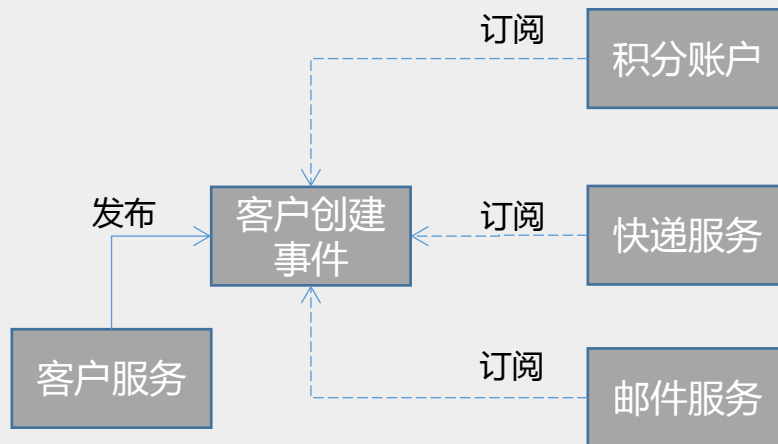 订阅
积分账户
发布
客户创建
事件
订阅
快递服务
客户服务
订阅
邮件服务